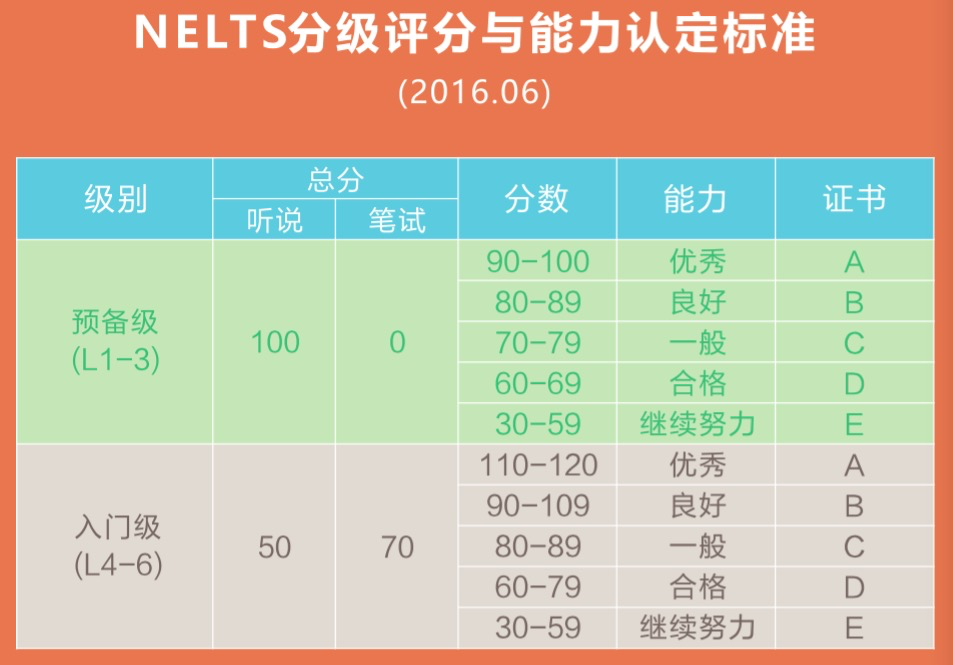 NELTS分级评分与能力认定标准
(2016.06)
级别 总分 分数 能力 证书
听说 笔试
预备级
(L1-3)
100 0
90-100 优秀 A
80-89 良好 B
70-79 一般 C
60-69 合格 D
30-59 继续努力 E
入门级
(L4-6)
50 70
110-120 优秀 A
90-109 良好 B
80-89 一般 C
60-79 合格 D
30-59 继续努力 E